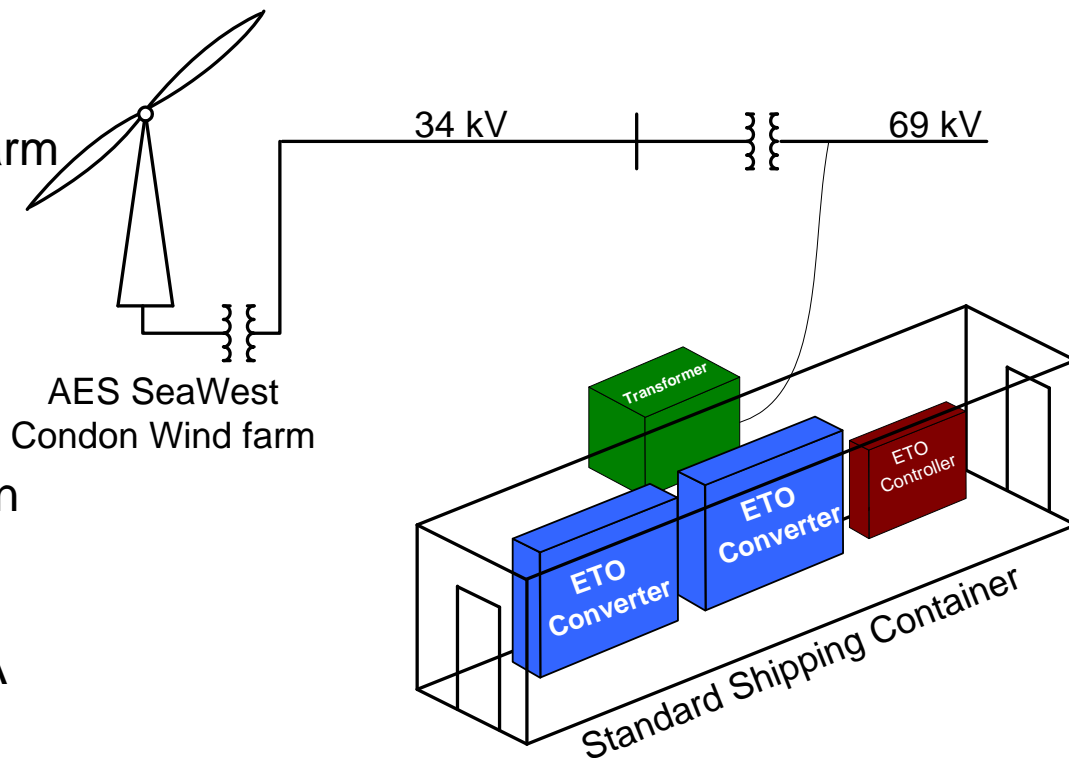 34 kV
69 kV
arm
AES SeaWest
Condon Wind farm
Transformer
ETO
Controller
ETO
Converter
ETO
Converter
n
A
Standard Shipping Container